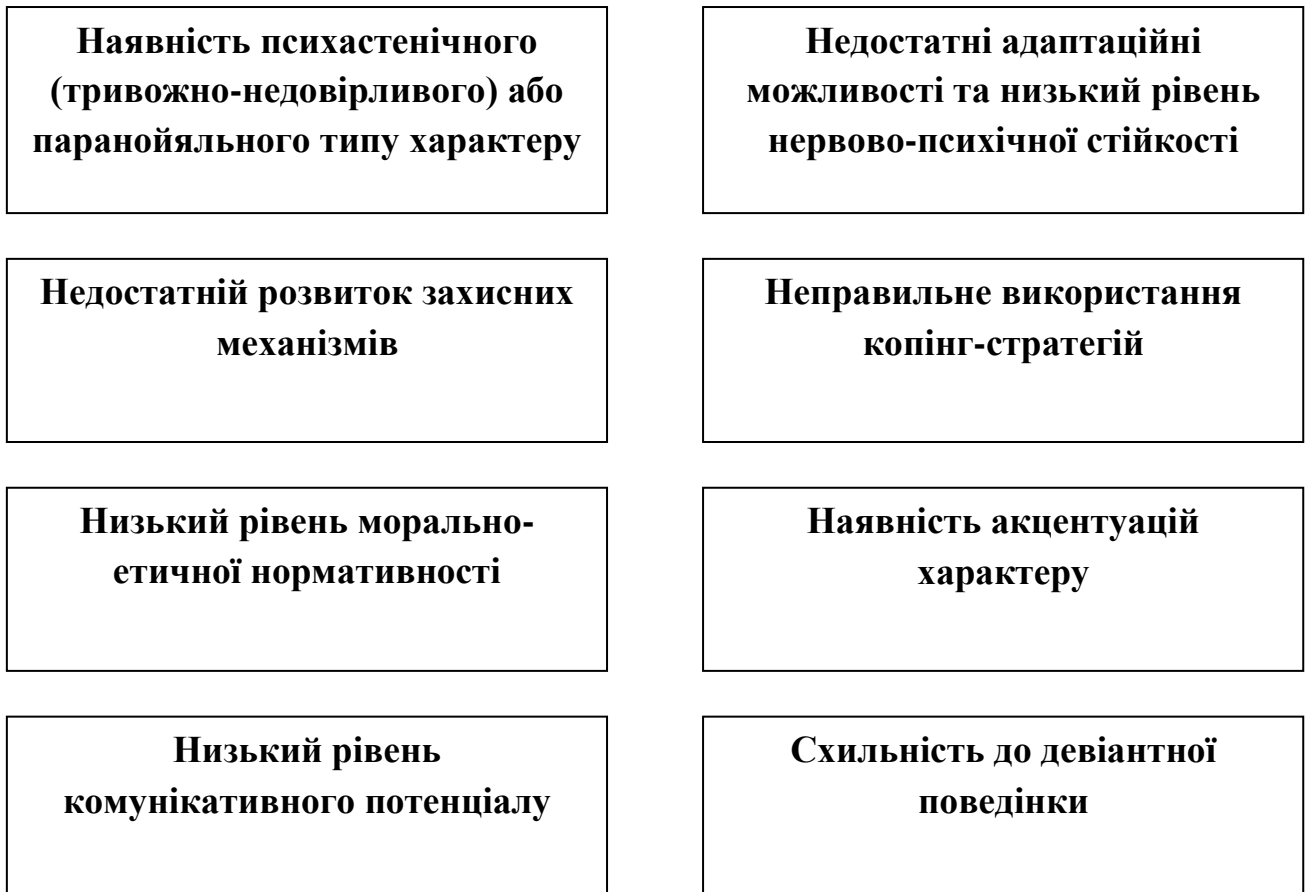 Наявність психастенічного
(тривожно-недовірливого) або
паранойяльного типу характеру
Недостатні адаптаційні
можливості та низький рівень
нервово-психічної стійкості
Недостатній розвиток захисних
механізмів
Неправильне використання
копінг-стратегій
Низький рівень морально-
етичної нормативності
Наявність акцентуацій
характеру
Низький рівень
комунікативного потенціалу
Схильність до девіантної
поведінки